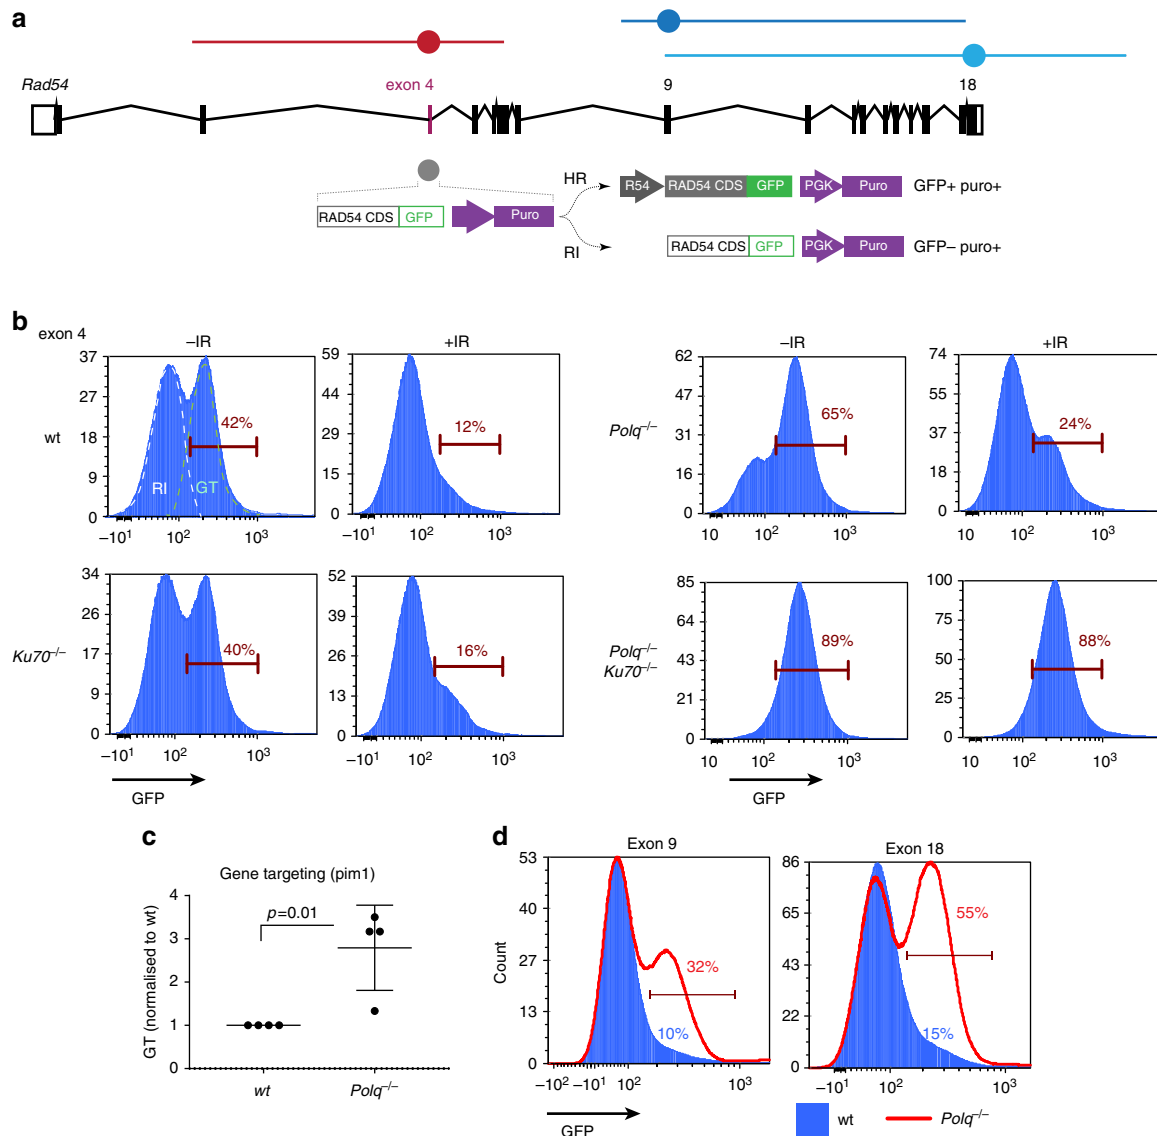 a
Rad54
exon 4
9
18
HR
R54
RAD54 CDS
GFP
PGK
Puro
GFP+ puro+
RAD54 CDS
GFP
Puro
RI
RAD54 CDS
GFP
PGK
Puro
GFP– puro+
b
exon 4
–IR
+IR
–IR
+IR
wt
37
28
18
9
0
42%
RI
GT
–10¹
10²
10³
59
44
29
15
0
12%
10²
10³
Polq–/–
62
47
31
16
0
65%
10
10²
10³
74
55
37
18
0
24%
10
10²
10³
Ku70–/–
34
26
17
9
0
40%
–10¹
10²
10³
52
39
26
13
0
16%
–10¹
10²
10³
Polq–/–
Ku70–/–
85
64
43
21
0
89%
10
10²
10³
100
75
50
25
0
88%
10
10²
10³
GFP
GFP
c
Gene targeting (pim1)
GT (normalised to wt)
4
3
2
1
0
p=0.01
wt
Polq–/–
d
Exon 9
Count
53
40
27
13
0
32%
10%
–10²
–10¹
10²
10³
GFP
Exon 18
86
65
43
22
0
55%
15%
–10¹
10²
10³
wt
Polq–/–